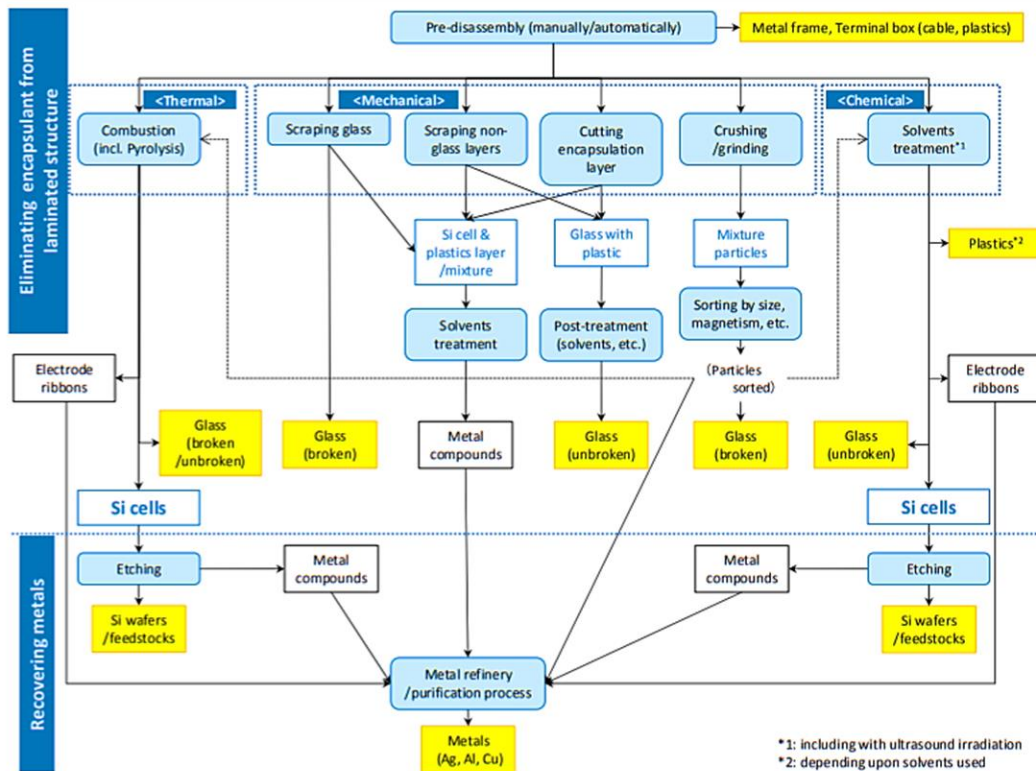 Pre-disassembly (manually/automatically)
Metal frame, Terminal box (cable, plastics)
Eliminating encapsulant from
laminated structure
<Thermal>
<Mechanical>
<Chemical>
Combustion
(incl. Pyrolysis)
Scraping glass
Scraping non-
glass layers
Cutting
encapsulation
layer
Crushing
/grinding
Solvents
treatment*1
Si cell &
plastics layer
/mixture
Glass with
plastic
Mixture
particles
Plastics*2
Solvents
treatment
Post-treatment
(solvents, etc.)
Sorting by size,
magnetism, etc.
Electrode
ribbons
(Particles
sorted)
Electrode
ribbons
Glass
(broken
/unbroken)
Glass
(broken)
Metal
compounds
Glass
(unbroken)
Glass
(broken)
Glass
(unbroken)
Si cells
Si cells
Recovering metals
Etching
Metal
compounds
Metal
compounds
Etching
Si wafers
/feedstocks
Si wafers
/feedstocks
Metal refinery
/purification process
Metals
(Ag, Al, Cu)
*1: including with ultrasound irradiation
*2: depending upon solvents used